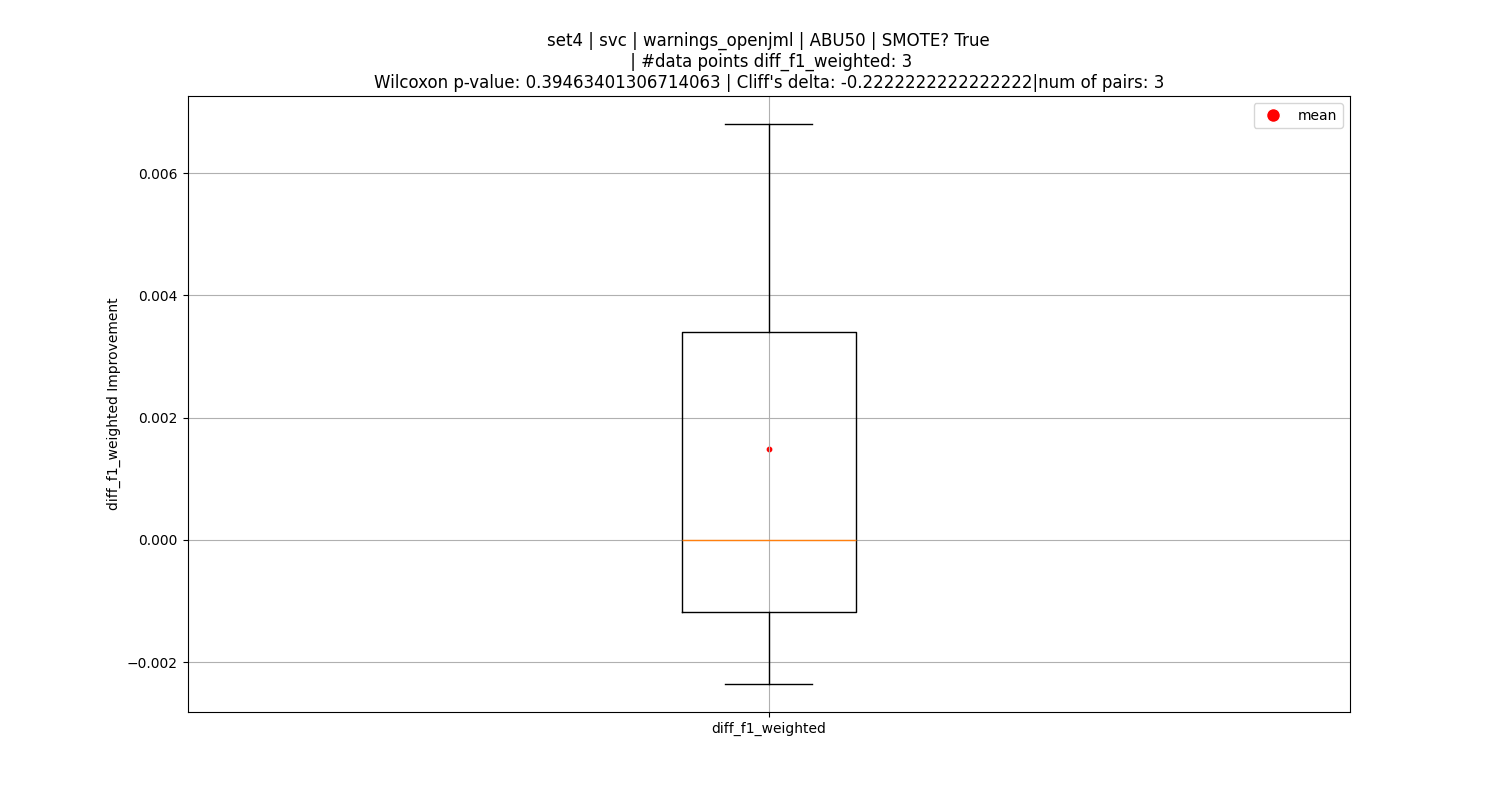 set4 | svc | warnings_openjml | ABU50 | SMOTE? True
| #data points diff_f1_weighted: 3
Wilcoxon p-value: 0.39463401306714063 | Cliff's delta: -0.2222222222222222|num of pairs: 3
mean
0.006
0.004
0.002
0.000
−0.002
diff_f1_weighted Improvement
diff_f1_weighted